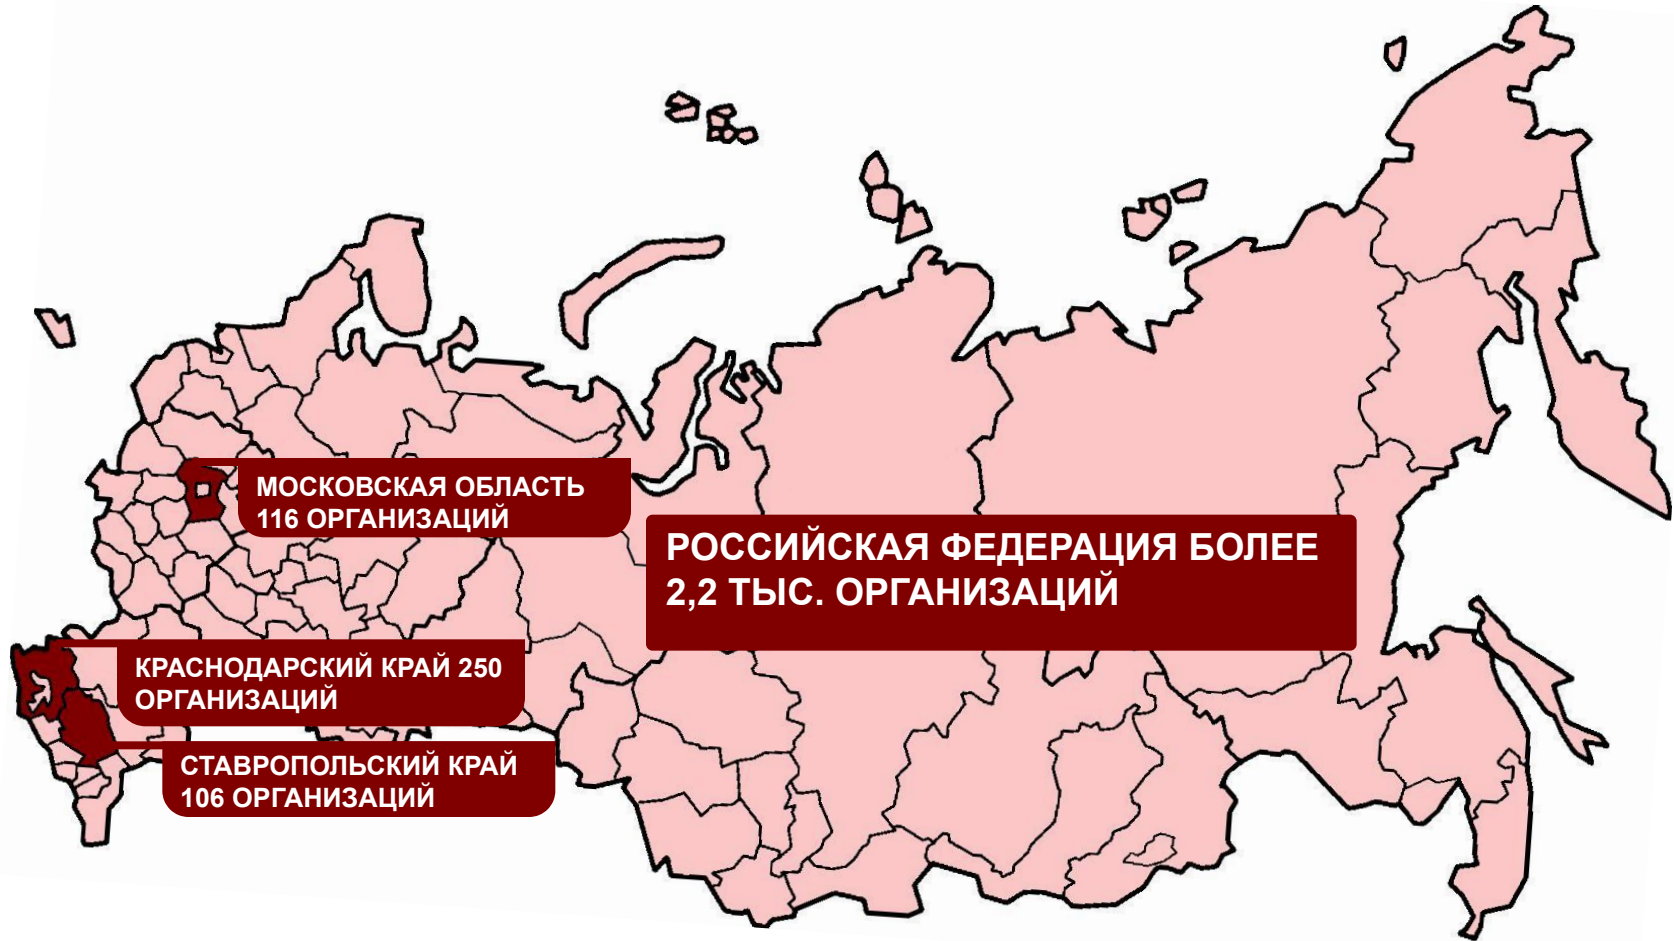 МОСКОВСКАЯ ОБЛАСТЬ
116 ОРГАНИЗАЦИЙ
РОССИЙСКАЯ ФЕДЕРАЦИЯ БОЛЕЕ
2,2 ТЫС. ОРГАНИЗАЦИЙ
КРАСНОДАРСКИЙ КРАЙ 250
ОРГАНИЗАЦИЙ
СТАВРОПОЛЬСКИЙ КРАЙ
106 ОРГАНИЗАЦИЙ